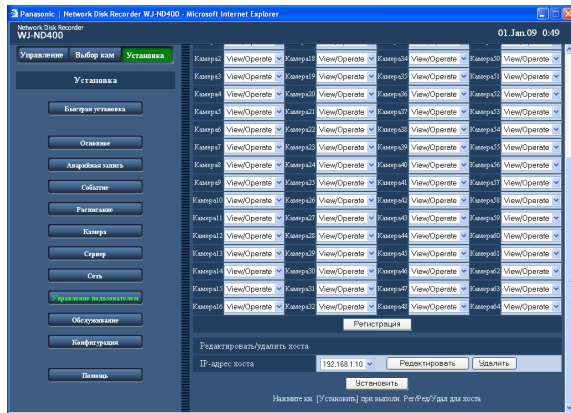 Panasonic | Network Disk Recorder WJ-ND400 - Microsoft Internet Explorer
Network Disk Recorder
WJ-ND400
01.Jan.09 0:49
Управление Выбор кам Установка
Установка
Быстрая установка
Основное
Аварийная запись
Событие
Расписание
Камера
Сервер
Сеть
Управление пользователем
Обслуживание
Конфигурация
Помощь
Камера2 View/Operate Камера18 View/Operate Камера34 View/Operate Камера50 View/Operate
Камера3 View/Operate Камера19 View/Operate Камера35 View/Operate Камера51 View/Operate
Камера4 View/Operate Камера20 View/Operate Камера36 View/Operate Камера52 View/Operate
Камера5 View/Operate Камера21 View/Operate Камера37 View/Operate Камера53 View/Operate
Камера6 View/Operate Камера22 View/Operate Камера38 View/Operate Камера54 View/Operate
Камера7 View/Operate Камера23 View/Operate Камера39 View/Operate Камера55 View/Operate
Камера8 View/Operate Камера24 View/Operate Камера40 View/Operate Камера56 View/Operate
Камера9 View/Operate Камера25 View/Operate Камера41 View/Operate Камера57 View/Operate
Камера10 View/Operate Камера26 View/Operate Камера42 View/Operate Камера58 View/Operate
Камера11 View/Operate Камера27 View/Operate Камера43 View/Operate Камера59 View/Operate
Камера12 View/Operate Камера28 View/Operate Камера44 View/Operate Камера60 View/Operate
Камера13 View/Operate Камера29 View/Operate Камера45 View/Operate Камера61 View/Operate
Камера14 View/Operate Камера30 View/Operate Камера46 View/Operate Камера62 View/Operate
Камера15 View/Operate Камера31 View/Operate Камера47 View/Operate Камера63 View/Operate
Камера16 View/Operate Камера32 View/Operate Камера48 View/Operate Камера64 View/Operate
Регистрация
Редактировать/удалить хоста
IP-адрес хоста 192.168.1.10 Редактировать Удалить
Установить
Нажмите кн. [Установить] при выполн. Рег/Ред/Удал для хоста